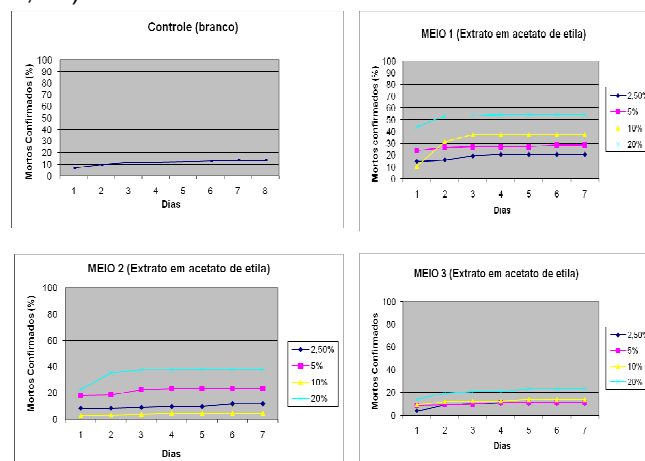 Controle (branco)
Mortos Confirmados (%)
100
90
80
70
60
50
40
30
20
10
0
1 2 3 4 5 6 7 8
Dias
MEIO 1 (Extrato em acetato de etila)
Mortos Confirmados (%)
100
90
80
70
60
50
40
30
20
10
0
1 2 3 4 5 6 7
Dias
2,50%
5%
10%
20%
MEIO 2 (Extrato em acetato de etila)
Mortos Confirmados (%)
100
80
60
40
20
0
1 2 3 4 5 6 7
Dias
2,50%
5%
10%
20%
MEIO 3 (Extrato em acetato de etila)
Mortos Confirmados
100
80
60
40
20
0
1 2 3 4 5 6 7
Dias
2,50%
5%
10%
20%